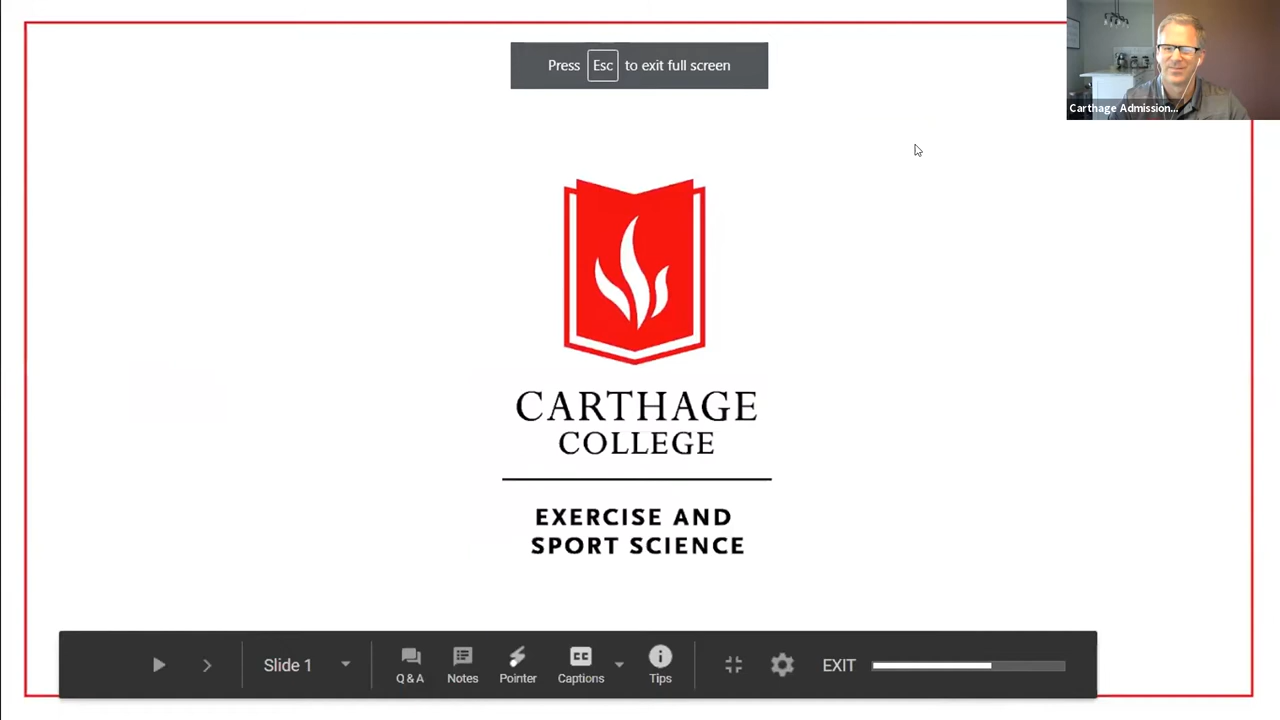 Press Esc to exit full screen
Carthage Admission...
CARTHAGE
COLLEGE
EXERCISE AND
SPORT SCIENCE
Slide 1
Q & A
Notes
Pointer
CC
Captions
Tips
EXIT